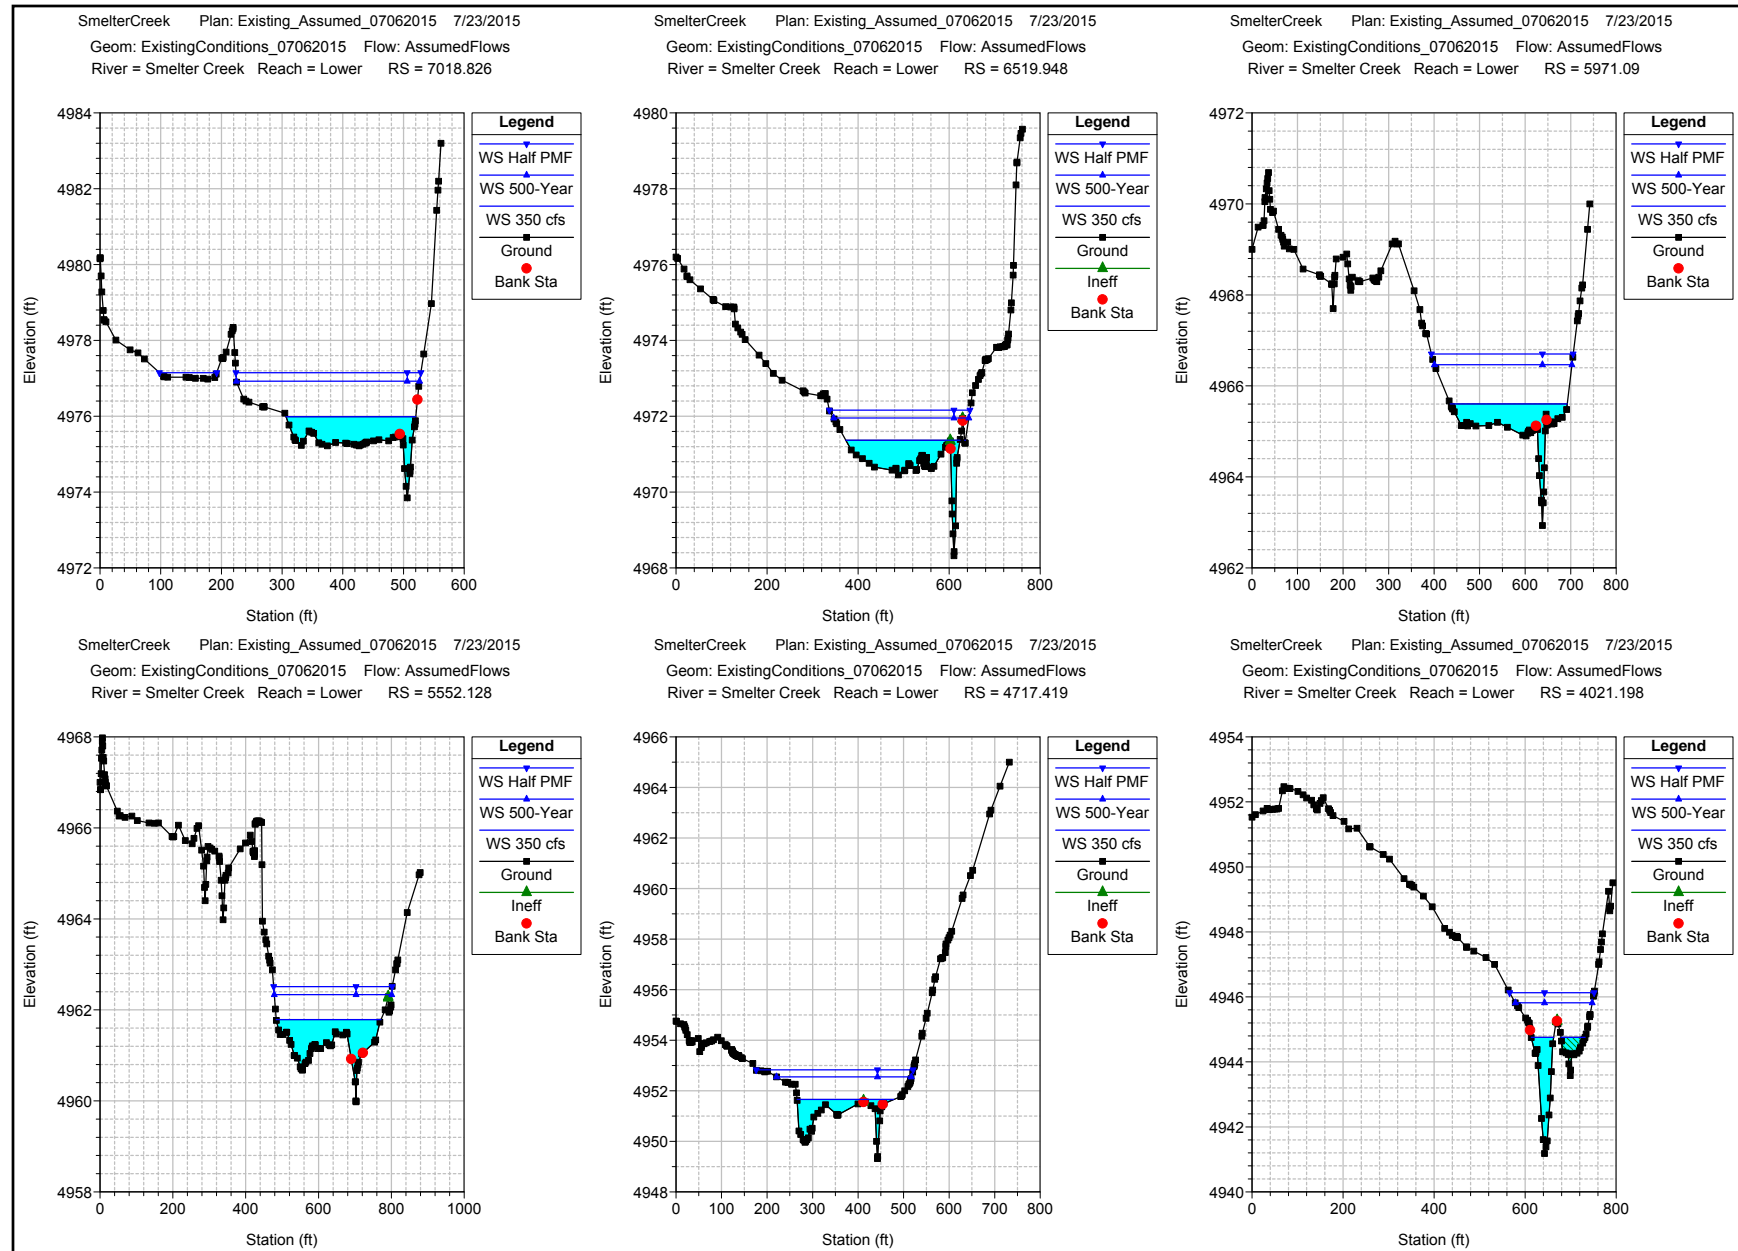 SmelterCreek Plan: Existing_Assumed_07062015 7/23/2015
Geom: ExistingConditions_07062015 Flow: AssumedFlows
River = Smelter Creek Reach = Lower RS = 7018.826
4984
4982
4980
4978
4976
4974
4972
Elevation (ft)
0 100 200 300 400 500 600
Station (ft)
Legend
WS Half PMF
WS 500-Year
WS 350 cfs
Ground
Bank Sta
SmelterCreek Plan: Existing_Assumed_07062015 7/23/2015
Geom: ExistingConditions_07062015 Flow: AssumedFlows
River = Smelter Creek Reach = Lower RS = 6519.948
4980
4978
4976
4974
4972
4970
4968
Elevation (ft)
0 200 400 600 800
Station (ft)
Legend
WS Half PMF
WS 500-Year
WS 350 cfs
Ground
Ineff
Bank Sta
SmelterCreek Plan: Existing_Assumed_07062015 7/23/2015
Geom: ExistingConditions_07062015 Flow: AssumedFlows
River = Smelter Creek Reach = Lower RS = 5971.09
4972
4970
4968
4966
4964
4962
Elevation (ft)
0 100 200 300 400 500 600 700 800
Station (ft)
Legend
WS Half PMF
WS 500-Year
WS 350 cfs
Ground
Bank Sta
SmelterCreek Plan: Existing_Assumed_07062015 7/23/2015
Geom: ExistingConditions_07062015 Flow: AssumedFlows
River = Smelter Creek Reach = Lower RS = 5552.128
4968
4966
4964
4962
4960
4958
Elevation (ft)
0 200 400 600 800 1000
Station (ft)
Legend
WS Half PMF
WS 500-Year
WS 350 cfs
Ground
Ineff
Bank Sta
SmelterCreek Plan: Existing_Assumed_07062015 7/23/2015
Geom: ExistingConditions_07062015 Flow: AssumedFlows
River = Smelter Creek Reach = Lower RS = 4717.419
4966
4964
4962
4960
4958
4956
4954
4952
4950
4948
Elevation (ft)
0 100 200 300 400 500 600 700 800
Station (ft)
Legend
WS Half PMF
WS 500-Year
WS 350 cfs
Ground
Ineff
Bank Sta
SmelterCreek Plan: Existing_Assumed_07062015 7/23/2015
Geom: ExistingConditions_07062015 Flow: AssumedFlows
River = Smelter Creek Reach = Lower RS = 4021.198
4954
4952
4950
4948
4946
4944
4942
4940
Elevation (ft)
0 200 400 600 800
Station (ft)
Legend
WS Half PMF
WS 500-Year
WS 350 cfs
Ground
Ineff
Bank Sta